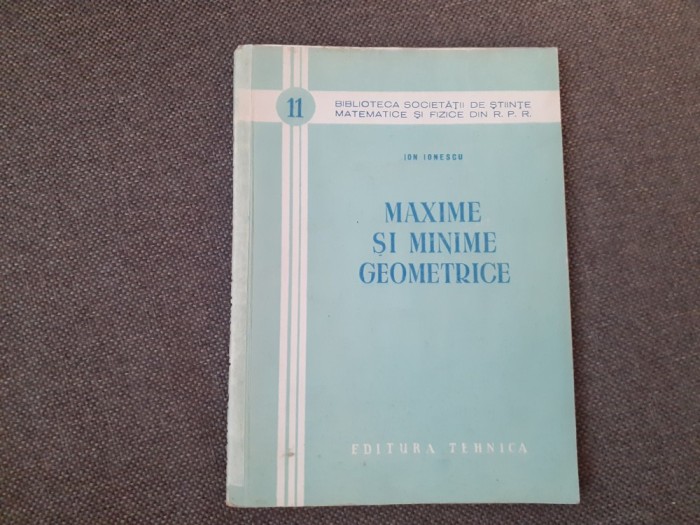 11
BIBLIOTECA SOCIETĂȚII DE ȘTIINȚE
MATEMATICE ȘI FIZICE DIN R. P. R.
ION IONESCU
MAXIME
ȘI MINIME
GEOMETRICE
EDITURA TEHNICA